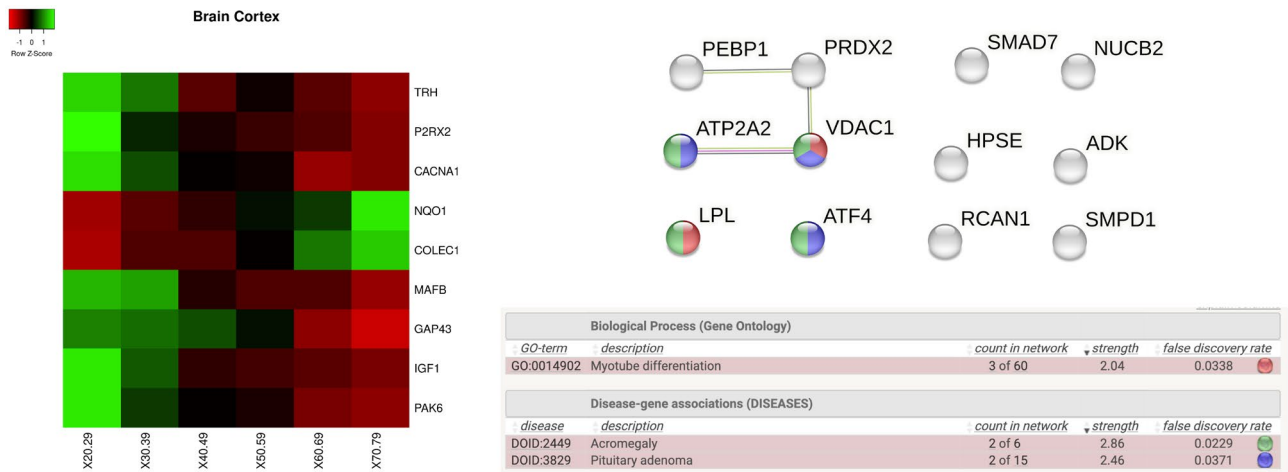 Brain Cortex
-1 0 1
Row Z-Score
TRH
P2RX2
CACNA1
NQO1
COLEC1
MAFB
GAP43
IGF1
PAK6
X20.29 X30.39 X40.49 X50.59 X60.69 X70.79
PEBP1 PRDX2 SMAD7 NUCB2
ATP2A2 VDAC1 HPSE ADK
LPL ATF4 RCAN1 SMPD1
Biological Process (Gene Ontology)
GO-term description count in network strength false discovery rate
GO:0014902 Myotube differentiation 3 of 60 2.04 0.0338
Disease-gene associations (DISEASES)
disease description count in network strength false discovery rate
DOID:2449 Acromegaly 2 of 6 2.86 0.0229
DOID:3829 Pituitary adenoma 2 of 15 2.46 0.0371